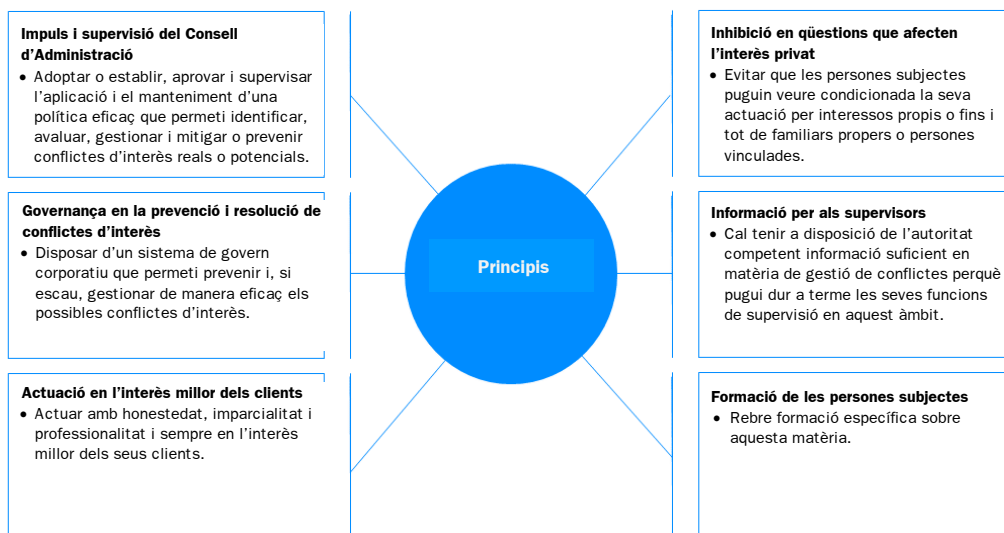 Impuls i supervisió del Consell
d'Administració
• Adoptar o establir, aprovar i supervisar
l'aplicació i el manteniment d'una
política eficaç que permeti identificar,
avaluar, gestionar i mitigar o prevenir
conflictes d'interès reals o potencials.
Governança en la prevenció i resolució de
conflictes d'interès
• Disposar d'un sistema de govern
corporatiu que permeti prevenir i, si
escau, gestionar de manera eficaç els
possibles conflictes d'interès.
Actuació en l'interès millor dels clients
• Actuar amb honestedat, imparcialitat i
professionalitat i sempre en l'interès
millor dels seus clients.
Principis
Inhibició en qüestions que afecten
l'interès privat
• Evitar que les persones subjectes
puguin veure condicionada la seva
actuació per interessos propis o fins i
tot de familiars propers o persones
vinculades.
Informació per als supervisors
• Cal tenir a disposició de l'autoritat
competent informació suficient en
matèria de gestió de conflictes perquè
pugui dur a terme les seves funcions
de supervisió en aquest àmbit.
Formació de les persones subjectes
• Rebre formació específica sobre
aquesta matèria.